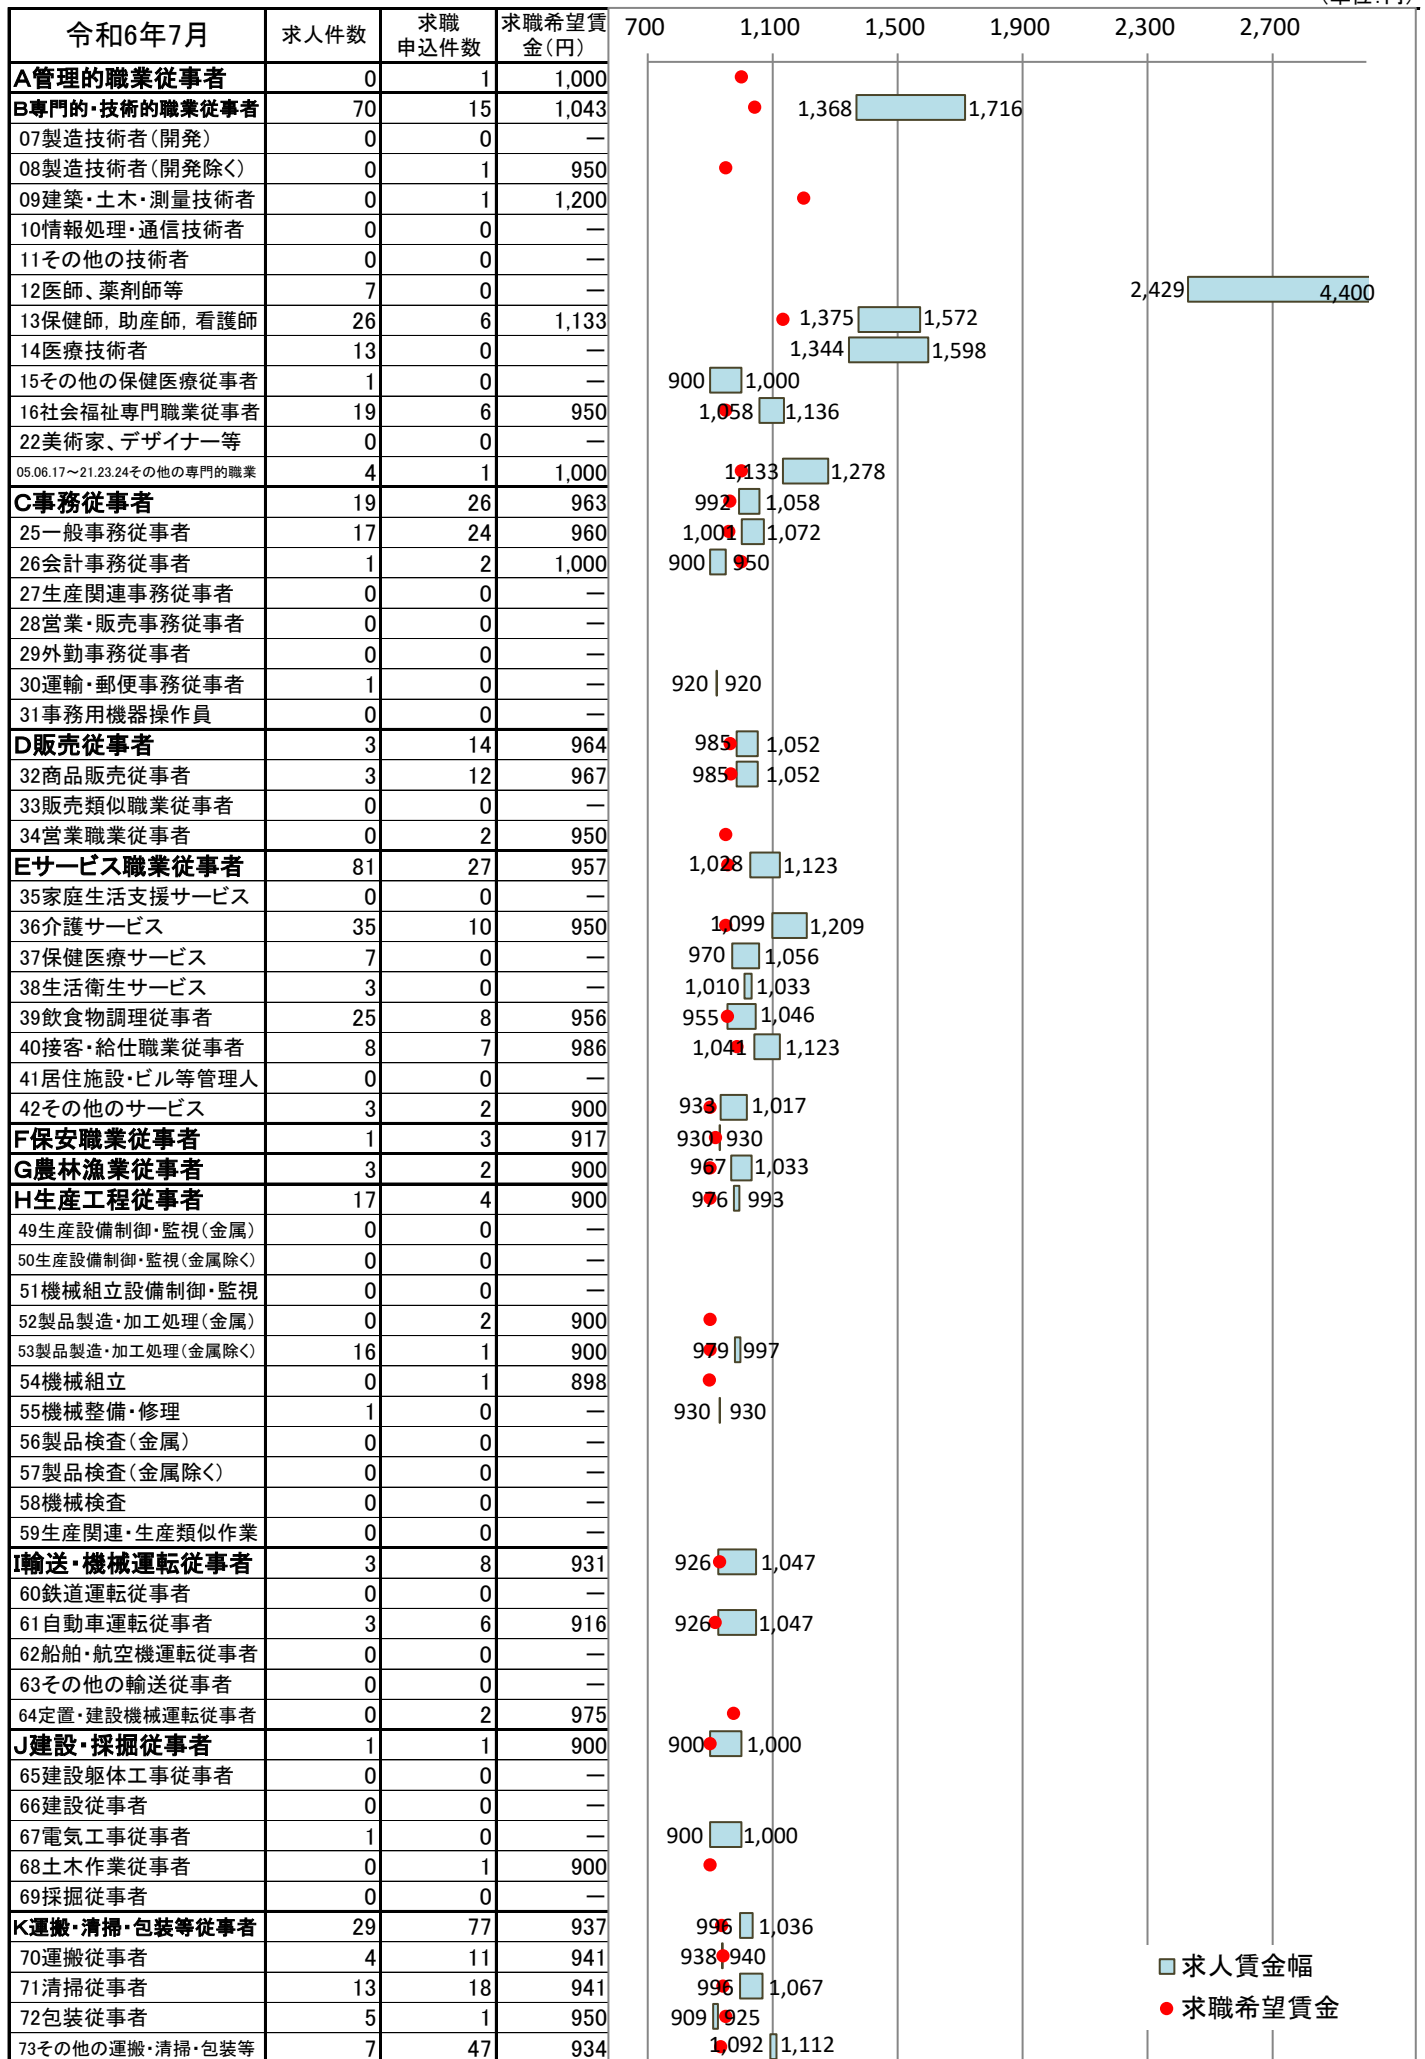 令和6年7月 求人件数 求職申込件数 求職希望賃金(円) 700 1,100 1,500 1,900 2,300 2,700
A管理的職業従事者 0 1 1,000
B専門的・技術的職業従事者 70 15 1,043 1,368 1,716
07製造技術者(開発) 0 0 ―
08製造技術者(開発除く) 0 1 950
09建築・土木・測量技術者 0 1 1,200
10情報処理・通信技術者 0 0 ―
11その他の技術者 0 0 ―
12医師、薬剤師等 7 0 ― 2,429 4,400
13保健師, 助産師, 看護師 26 6 1,133 1,375 1,572
14医療技術者 13 0 ― 1,344 1,598
15その他の保健医療従事者 1 0 ― 900 1,000
16社会福祉専門職業従事者 19 6 950 1,058 1,136
22美術家、デザイナー等 0 0 ―
05.06.17～21.23.24その他の専門的職業 4 1 1,000 1,133 1,278
C事務従事者 19 26 963 992 1,058
25一般事務従事者 17 24 960 1,001 1,072
26会計事務従事者 1 2 1,000 900 950
27生産関連事務従事者 0 0 ―
28営業・販売事務従事者 0 0 ―
29外勤事務従事者 0 0 ―
30運輸・郵便事務従事者 1 0 ― 920 920
31事務用機器操作員 0 0 ―
D販売従事者 3 14 964 985 1,052
32商品販売従事者 3 12 967 985 1,052
33販売類似職業従事者 0 0 ―
34営業職業従事者 0 2 950
Eサービス職業従事者 81 27 957 1,028 1,123
35家庭生活支援サービス 0 0 ―
36介護サービス 35 10 950 1,099 1,209
37保健医療サービス 7 0 ― 970 1,056
38生活衛生サービス 3 0 ― 1,010 1,033
39飲食物調理従事者 25 8 956 955 1,046
40接客・給仕職業従事者 8 7 986 1,041 1,123
41居住施設・ビル等管理人 0 0 ―
42その他のサービス 3 2 900 933 1,017
F保安職業従事者 1 3 917 930 930
G農林漁業従事者 3 2 900 967 1,033
H生産工程従事者 17 4 900 976 993
49生産設備制御・監視(金属) 0 0 ―
50生産設備制御・監視(金属除く) 0 0 ―
51機械組立設備制御・監視 0 0 ―
52製品製造・加工処理(金属) 0 2 900
53製品製造・加工処理(金属除く) 16 1 900 979 997
54機械組立 0 1 898
55機械整備・修理 1 0 ― 930 930
56製品検査(金属) 0 0 ―
57製品検査(金属除く) 0 0 ―
58機械検査 0 0 ―
59生産関連・生産類似作業 0 0 ―
I輸送・機械運転従事者 3 8 931 926 1,047
60鉄道運転従事者 0 0 ―
61自動車運転従事者 3 6 916 926 1,047
62船舶・航空機運転従事者 0 0 ―
63その他の輸送従事者 0 0 ―
64定置・建設機械運転従事者 0 2 975
J建設・採掘従事者 1 1 900 900 1,000
65建設躯体工事従事者 0 0 ―
66建設従事者 0 0 ―
67電気工事従事者 1 0 ― 900 1,000
68土木作業従事者 0 1 900
69採掘従事者 0 0 ―
K運搬・清掃・包装等従事者 29 77 937 996 1,036
70運搬従事者 4 11 941 938 940
71清掃従事者 13 18 941 996 1,067
72包装従事者 5 1 950 909 925
73その他の運搬・清掃・包装等 7 47 934 1,092 1,112
求人賃金幅
求職希望賃金